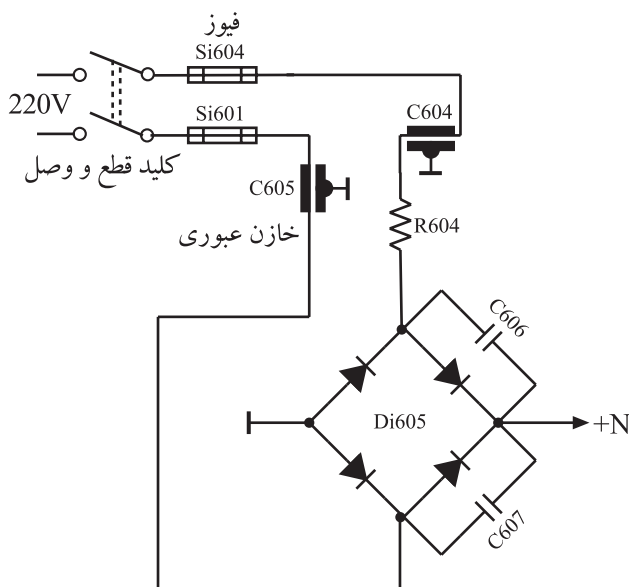 فیوز
Si604
220V
Si601
C604
کلید قطع و وصل
C605
R604
خازن عبوری
C606
Di605
+N
C607